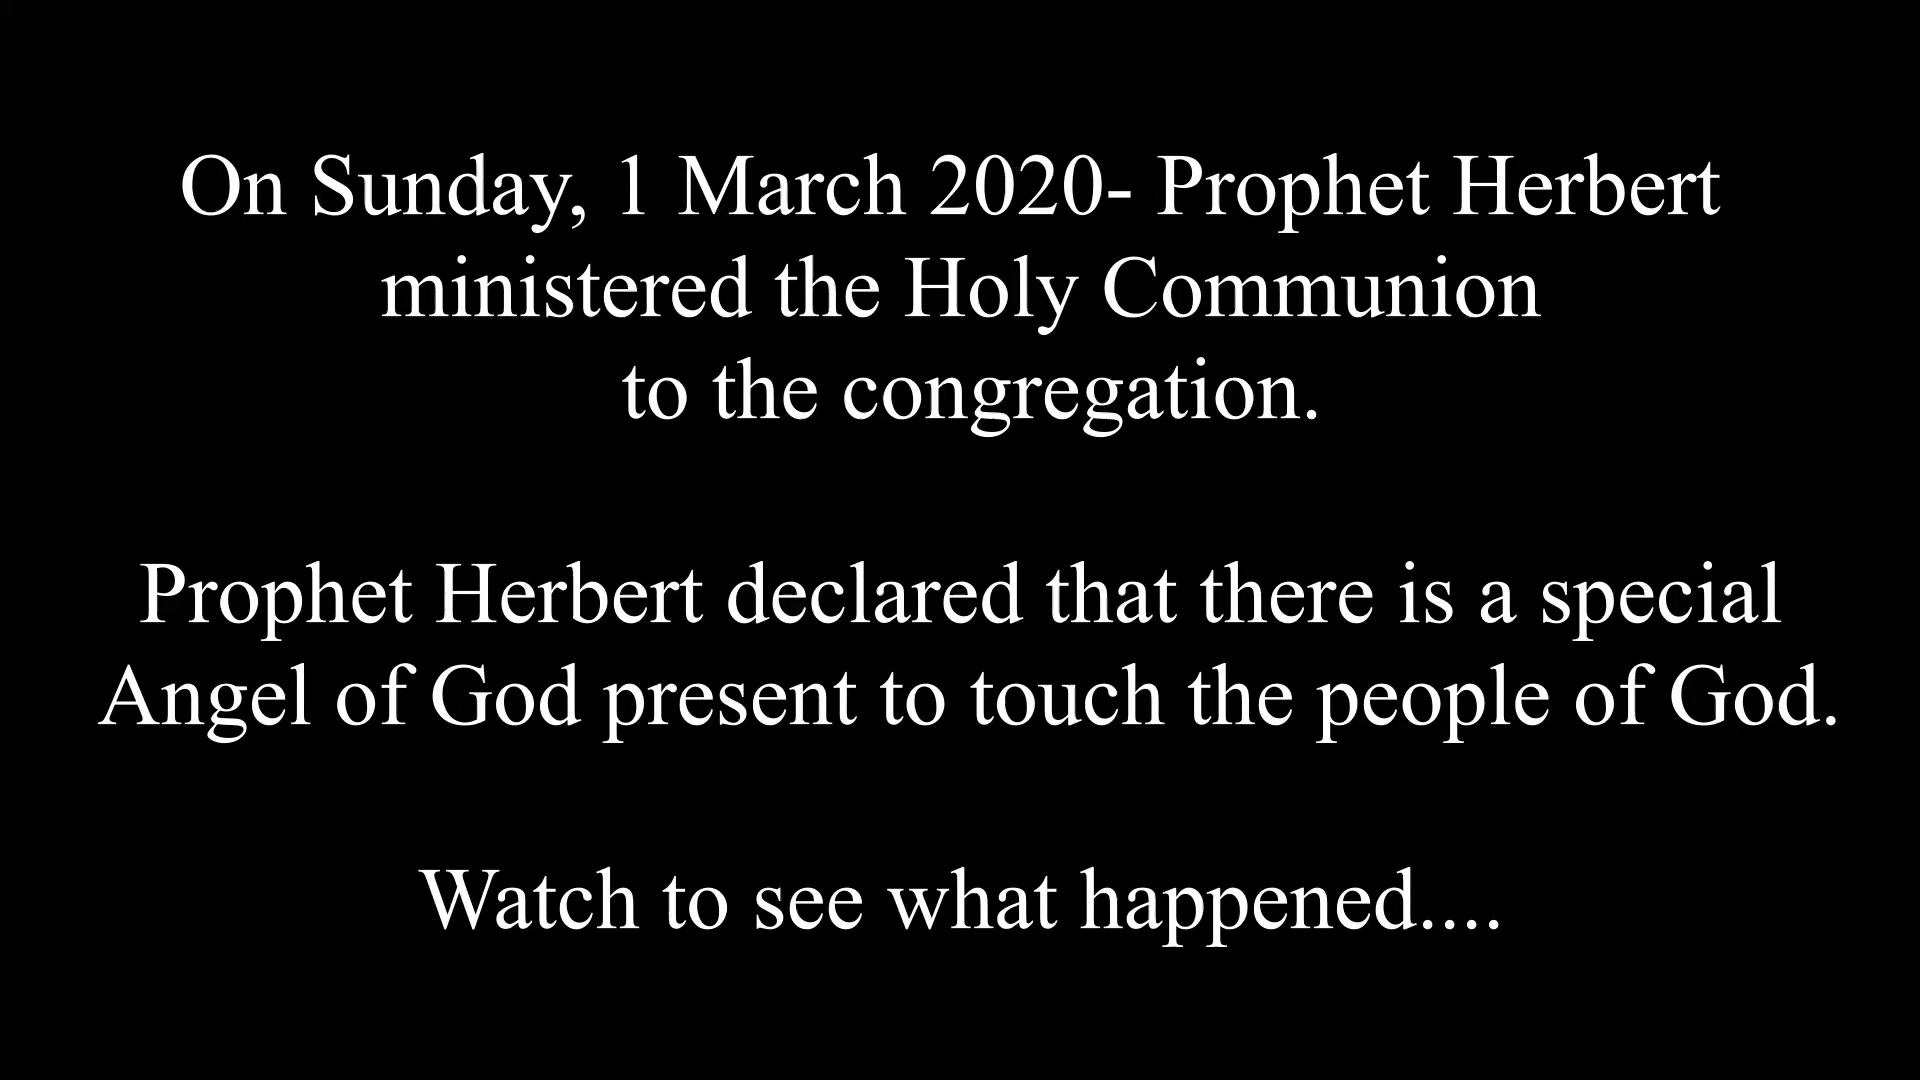 On Sunday, 1 March 2020- Prophet Herbert
ministered the Holy Communion
to the congregation.
Prophet Herbert declared that there is a special
Angel of God present to touch the people of God.
Watch to see what happened....